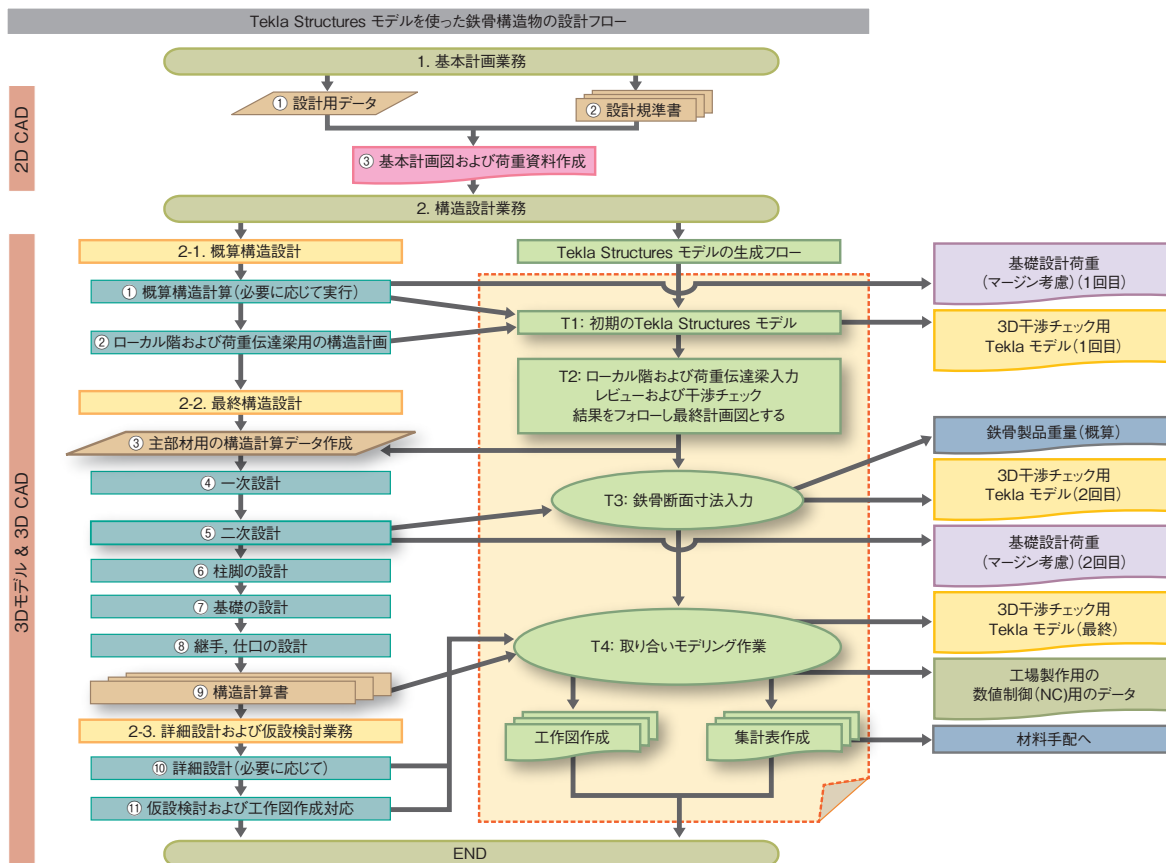 Tekla Structures モデルを使った鉄骨構造物の設計フロー
2D CAD
1. 基本計画業務
① 設計用データ
② 設計規準書
③ 基本計画図および荷重資料作成
2. 構造設計業務
3Dモデル & 3D CAD
2-1. 概算構造設計
① 概算構造計算(必要に応じて実行)
② ローカル階および荷重伝達梁用の構造計画
2-2. 最終構造設計
③ 主部材用の構造計算データ作成
④ 一次設計
⑤ 二次設計
⑥ 柱脚の設計
⑦ 基礎の設計
⑧ 継手, 仕口の設計
⑨ 構造計算書
2-3. 詳細設計および仮設検討業務
⑩ 詳細設計(必要に応じて)
⑪ 仮設検討および工作図作成対応
Tekla Structures モデルの生成フロー
T1: 初期のTekla Structures モデル
T2: ローカル階および荷重伝達梁入力
レビューおよび干渉チェック
結果をフォローし最終計画図とする
T3: 鉄骨断面寸法入力
T4: 取り合いモデリング作業
工作図作成
集計表作成
基礎設計荷重
(マージン考慮)(1回目)
3D干渉チェック用
Tekla モデル(1回目)
鉄骨製品重量(概算)
3D干渉チェック用
Tekla モデル(2回目)
基礎設計荷重
(マージン考慮)(2回目)
3D干渉チェック用
Tekla モデル(最終)
工場製作用の
数値制御(NC)用のデータ
材料手配へ
END